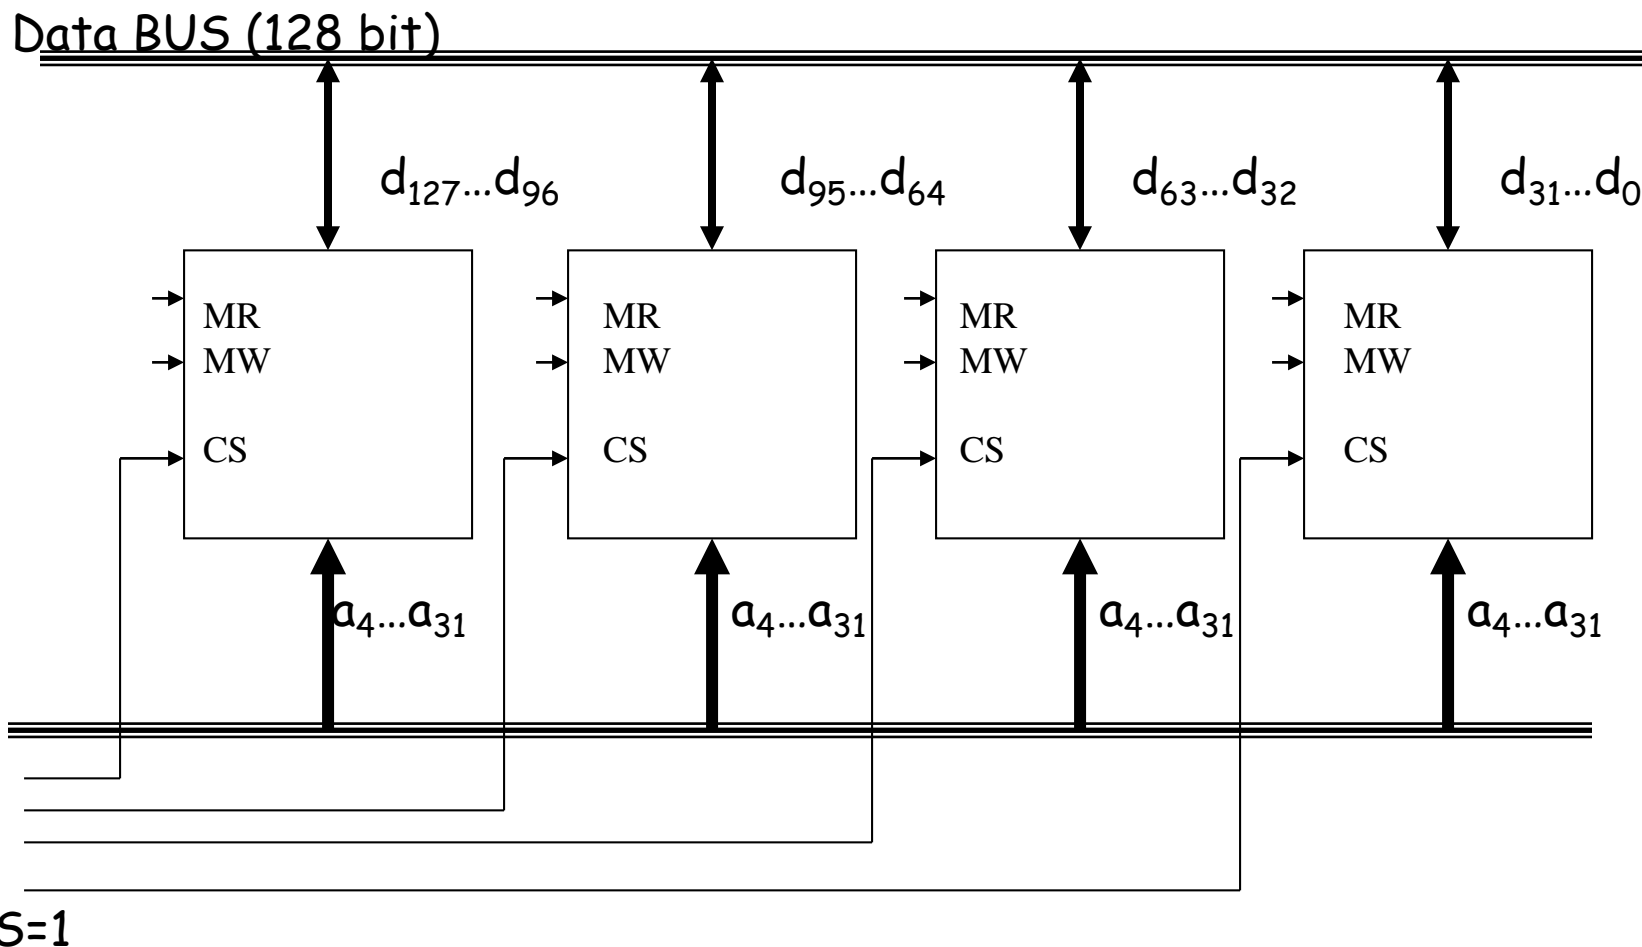 Data BUS (128 bit)
d127...d96 d95...d64 d63...d32 d31...d0
MR MR MR MR
MW MW MW MW
CS CS CS CS
a4...a31 a4...a31 a4...a31 a4...a31
S=1